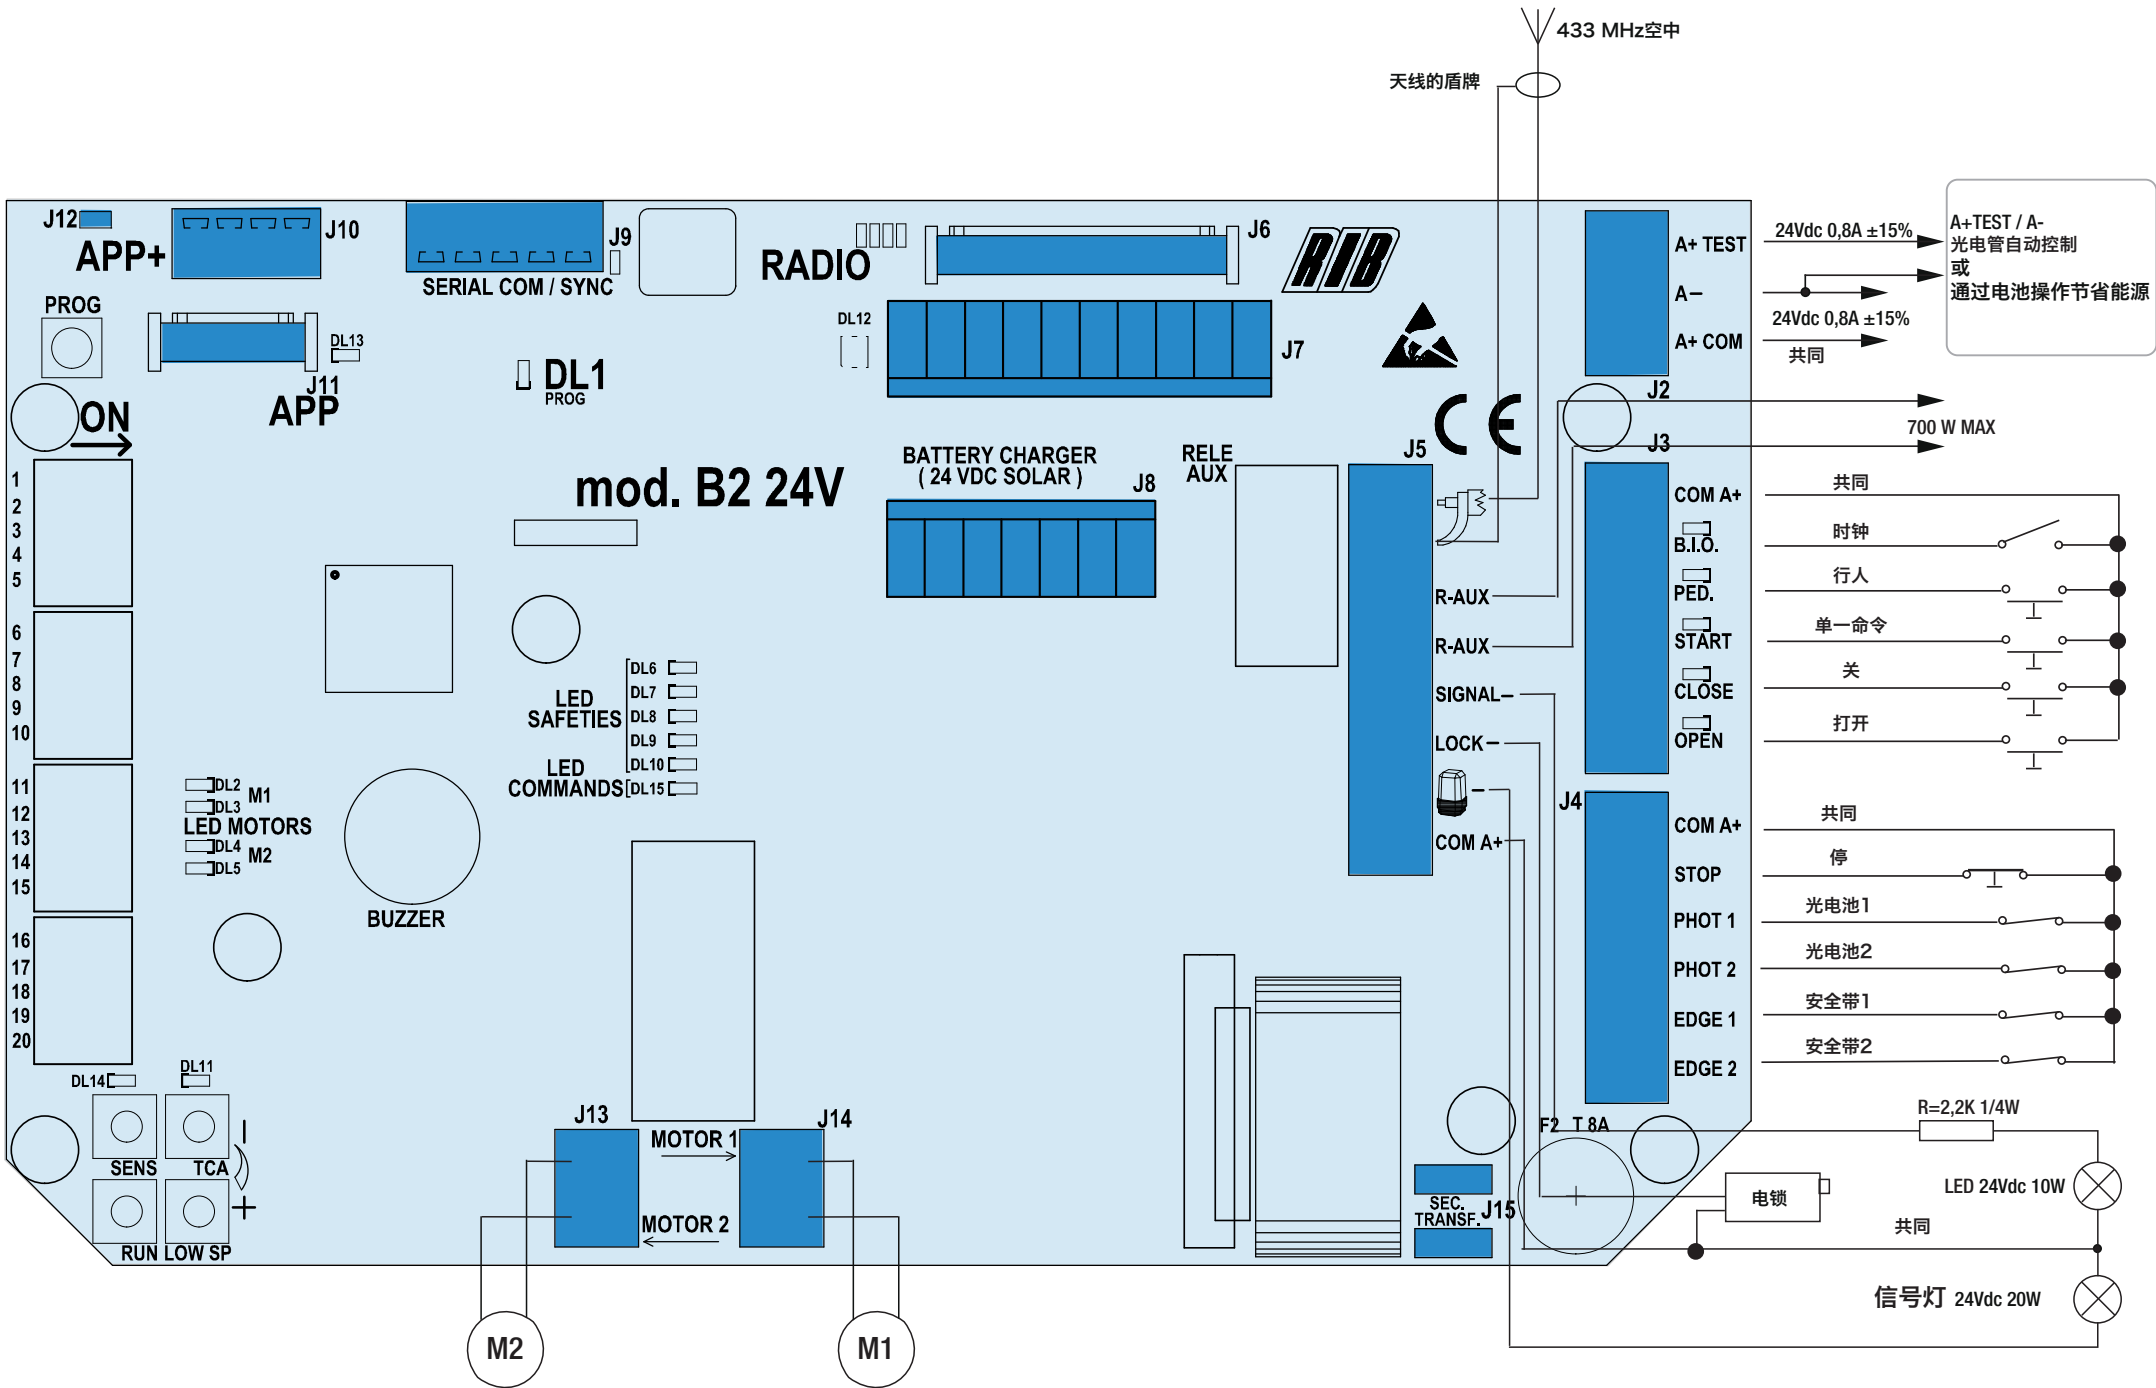 433 MHz空中
天线的盾牌
J12
APP+
J10
J9
SERIAL COM / SYNC
RADIO
J6
RIB
A+ TEST
24Vdc 0,8A ±15%
A−
A+ COM
24Vdc 0,8A ±15%
共同
A+TEST / A-
光电管自动控制
或
通过电池操作节省能源
PROG
DL13
J11
APP
DL1
PROG
DL12
J7
J2
CE
ON
700 W MAX
J3
1
2
3
4
5
mod. B2 24V
BATTERY CHARGER
( 24 VDC SOLAR )
J8
RELE
AUX
J5
COM A+
共同
B.I.O.
时钟
PED.
行人
START
单一命令
CLOSE
关
OPEN
打开
R-AUX
R-AUX
SIGNAL−
LOCK −
−
COM A+
6
7
8
9
10
LED
SAFETIES
DL6
DL7
DL8
DL9
DL10
LED
COMMANDS
DL15
11
12
13
14
15
DL2
M1
DL3
LED MOTORS
DL4
M2
DL5
BUZZER
J4
COM A+
共同
STOP
停
PHOT 1
光电池1
PHOT 2
光电池2
EDGE 1
安全带1
EDGE 2
安全带2
16
17
18
19
20
DL14
DL11
SENS
TCA
−
+
RUN
LOW SP
J13
MOTOR 1
J14
MOTOR 2
M2
M1
F2 T 8A
SEC.
TRANSF.
J15
R=2,2K 1/4W
LED 24Vdc 10W
电锁
共同
信号灯 24Vdc 20W